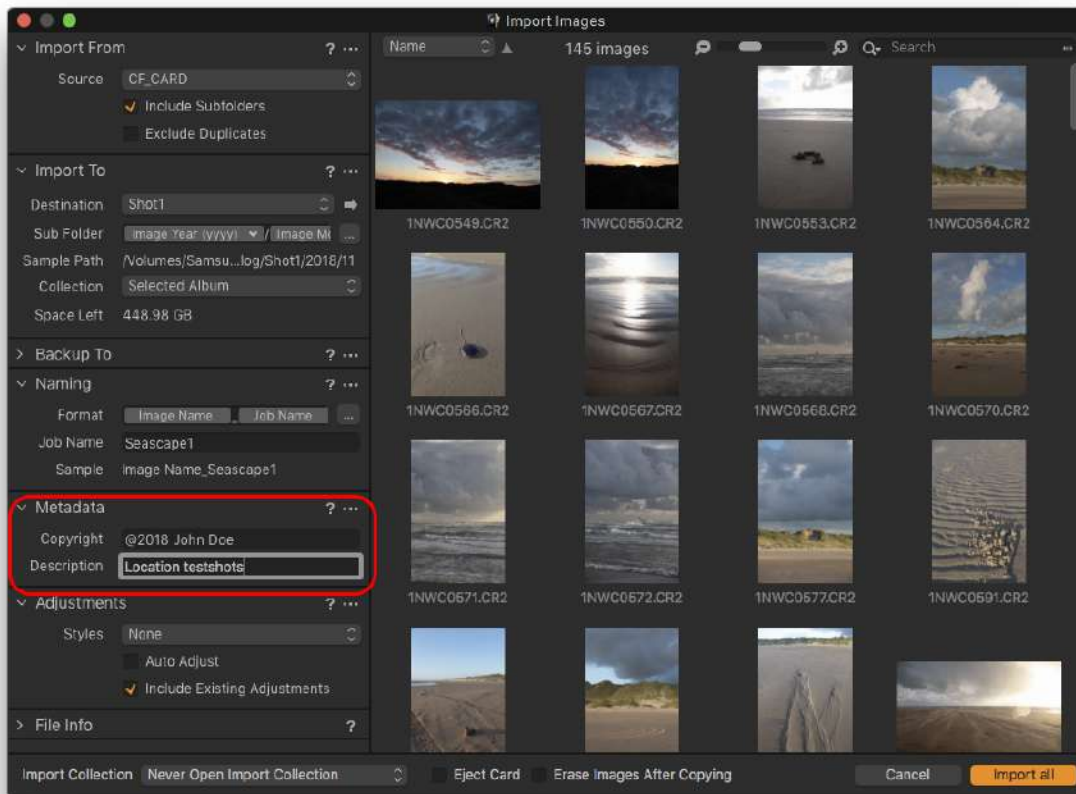 Import Images
Import From ? ...
Source CF_CARD
Include Subfolders
Exclude Duplicates
Import To ? ...
Destination Shot1
Sub Folder Image Year (yyyy) / Image Mo ...
Sample Path /Volumes/Samsu...log/Shot1/2018/11
Collection Selected Album
Space Left 448.98 GB
Backup To ? ...
Naming ? ...
Format Image Name _ Job Name ...
Job Name Seascape1
Sample Image Name_Seascape1
Metadata ? ...
Copyright @2018 John Doe
Description Location testshots
Adjustments ? ...
Styles None
Auto Adjust
Include Existing Adjustments
File Info ?
Name 145 images Search
1NWC0549.CR2 1NWC0550.CR2 1NWC0553.CR2 1NWC0564.CR2
1NWC0566.CR2 1NWC0567.CR2 1NWC0568.CR2 1NWC0570.CR2
1NWC0571.CR2 1NWC0572.CR2 1NWC0577.CR2 1NWC0591.CR2
Import Collection Never Open Import Collection Eject Card Erase Images After Copying Cancel Import all